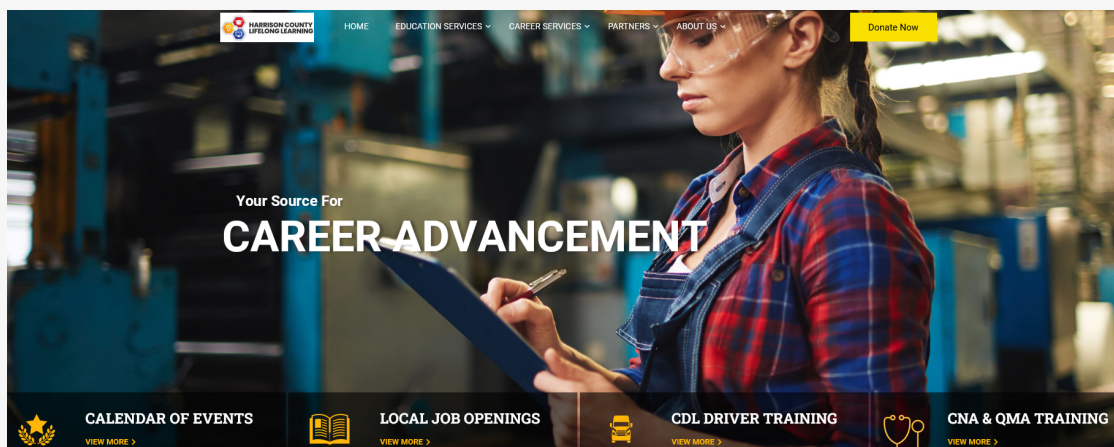 HARRISON COUNTY
LIFELONG LEARNING
HOME
EDUCATION SERVICES
CAREER SERVICES
PARTNERS
ABOUT US
Donate Now
Your Source For
CAREER ADVANCEMENT
CALENDAR OF EVENTS
VIEW MORE >
LOCAL JOB OPENINGS
VIEW MORE >
CDL DRIVER TRAINING
VIEW MORE >
CNA & QMA TRAINING
VIEW MORE >